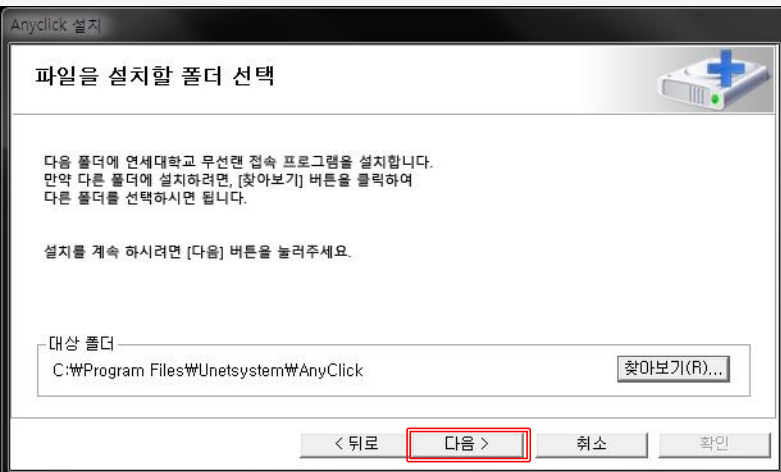 Anyclick 설치
파일을 설치할 폴더 선택
다음 폴더에 연세대학교 무선랜 접속 프로그램을 설치합니다.
만약 다른 폴더에 설치하려면, [찾아보기] 버튼을 클릭하여
다른 폴더를 선택하시면 됩니다.
설치를 계속 하시려면 [다음] 버튼을 눌러주세요.
대상 폴더
C:₩Program Files₩Unetsystem₩AnyClick
찾아보기(R)...
< 뒤로
다음 >
취소
확인